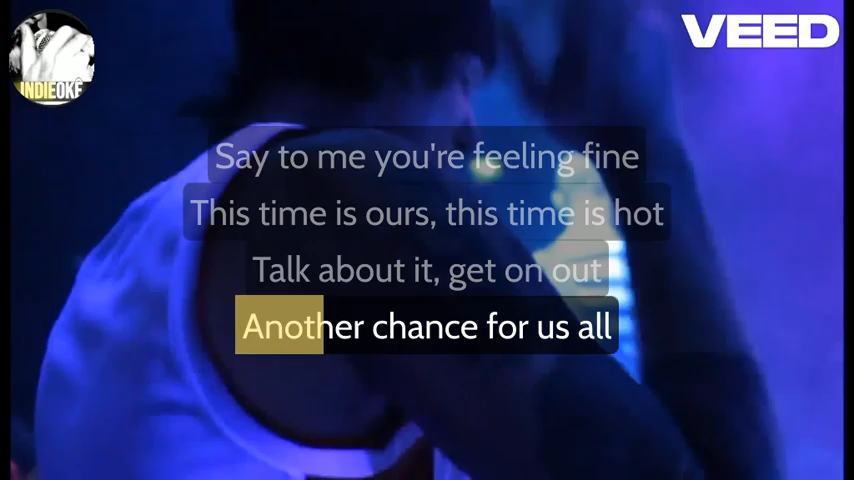 INDIEOKÊ
VEED
Say to me you're feeling fine
This time is ours, this time is hot
Talk about it, get on out
Another chance for us all